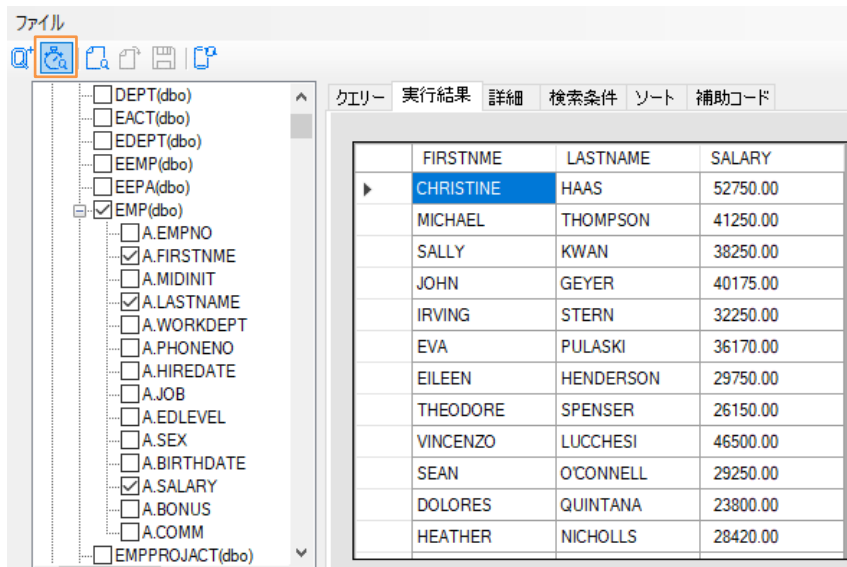 ファイル
DEPT(dbo)
EACT(dbo)
EDEPT(dbo)
EEMP(dbo)
EEPA(dbo)
EMP(dbo)
A.EMPNO
A.FIRSTNME
A.MIDINIT
A.LASTNAME
A.WORKDEPT
A.PHONENO
A.HIREDATE
A.JOB
A.EDLEVEL
A.SEX
A.BIRTHDATE
A.SALARY
A.BONUS
A.COMM
EMPPROJACT(dbo)
クエリー 実行結果 詳細 検索条件 ソート 補助コード
FIRSTNME LASTNAME SALARY
CHRISTINE HAAS 52750.00
MICHAEL THOMPSON 41250.00
SALLY KWAN 38250.00
JOHN GEYER 40175.00
IRVING STERN 32250.00
EVA PULASKI 36170.00
EILEEN HENDERSON 29750.00
THEODORE SPENSER 26150.00
VINCENZO LUCCHESI 46500.00
SEAN O'CONNELL 29250.00
DOLORES QUINTANA 23800.00
HEATHER NICHOLLS 28420.00